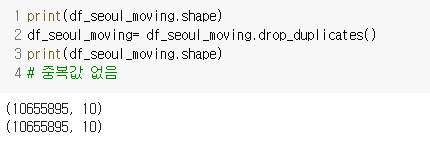 1 print(df_seoul_moving.shape)
2 df_seoul_moving= df_seoul_moving.drop_duplicates()
3 print(df_seoul_moving.shape)
4 # 중복값 없음
(10655895, 10)
(10655895, 10)